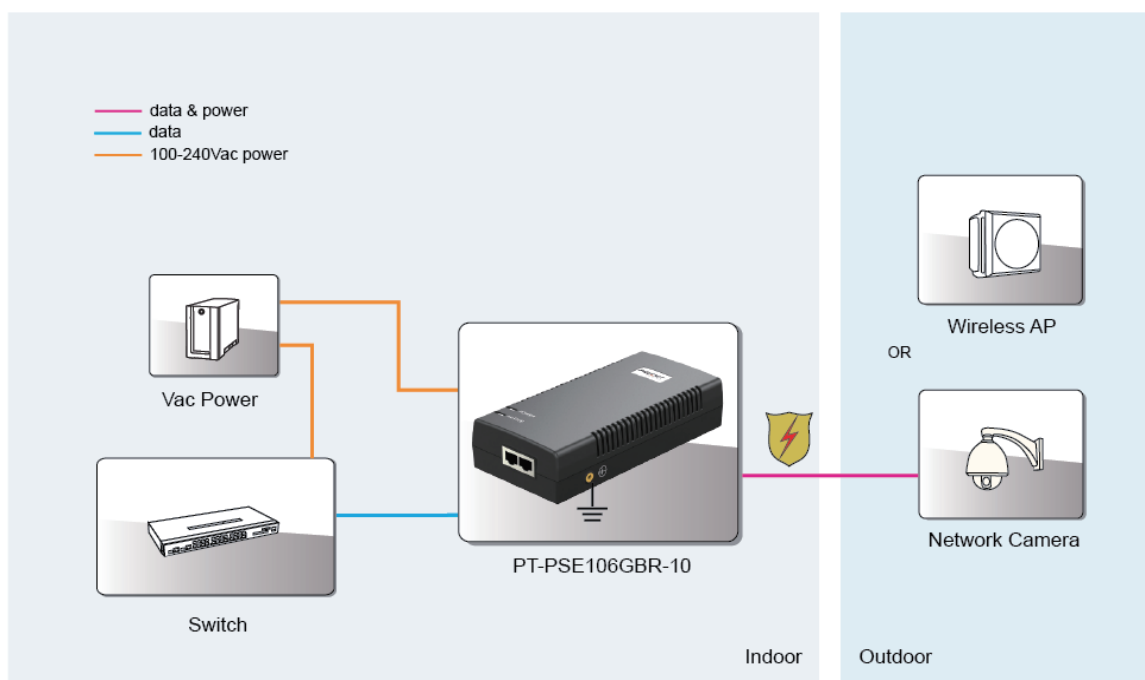 data & power
data
100-240Vac power
Vac Power
Switch
PT-PSE106GBR-10
Wireless AP
OR
Network Camera
Indoor
Outdoor